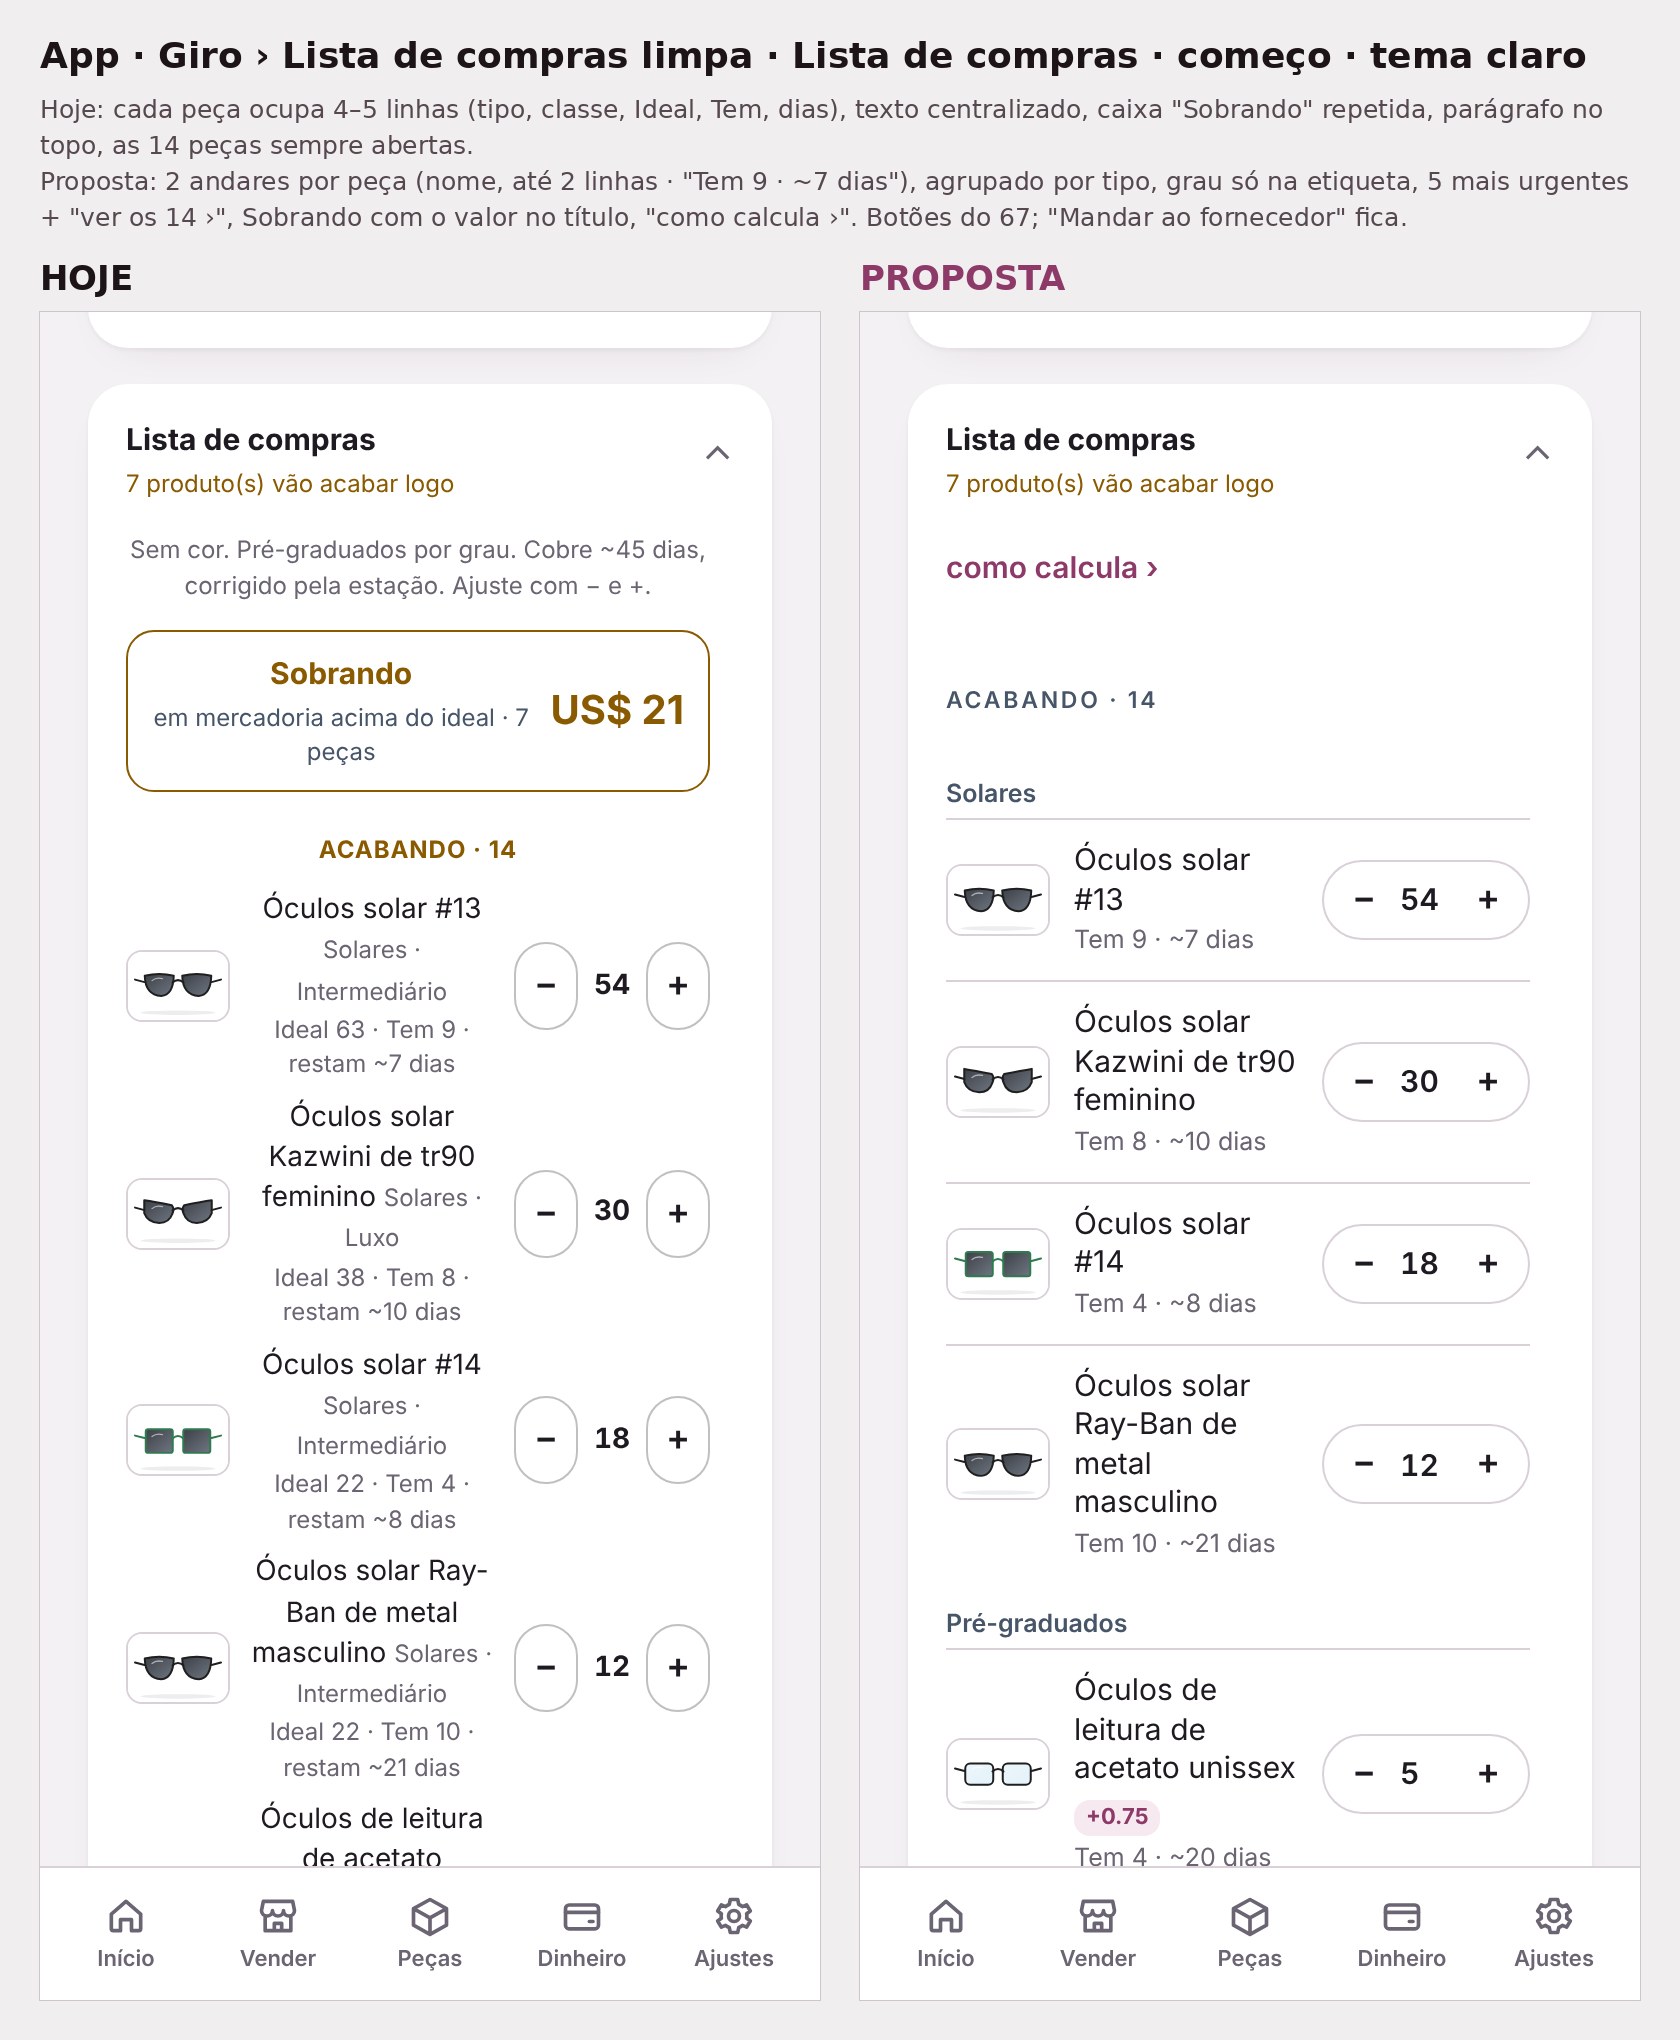 App · Giro › Lista de compras limpa · Lista de compras · começo · tema claro
Hoje: cada peça ocupa 4–5 linhas (tipo, classe, Ideal, Tem, dias), texto centralizado, caixa "Sobrando" repetida, parágrafo no
topo, as 14 peças sempre abertas.
Proposta: 2 andares por peça (nome, até 2 linhas · "Tem 9 · ~7 dias"), agrupado por tipo, grau só na etiqueta, 5 mais urgentes
+ "ver os 14 ›", Sobrando com o valor no título, "como calcula ›". Botões do 67; "Mandar ao fornecedor" fica.
HOJE
Lista de compras
7 produto(s) vão acabar logo
Sem cor. Pré-graduados por grau. Cobre ~45 dias,
corrigido pela estação. Ajuste com − e +.
Sobrando
em mercadoria acima do ideal · 7
peças
US$ 21
ACABANDO · 14
Óculos solar #13
Solares ·
Intermediário
Ideal 63 · Tem 9 ·
restam ~7 dias
− 54 +
Óculos solar
Kazwini de tr90
feminino Solares ·
Luxo
Ideal 38 · Tem 8 ·
restam ~10 dias
− 30 +
Óculos solar #14
Solares ·
Intermediário
Ideal 22 · Tem 4 ·
restam ~8 dias
− 18 +
Óculos solar Ray-
Ban de metal
masculino Solares ·
Intermediário
Ideal 22 · Tem 10 ·
restam ~21 dias
− 12 +
Óculos de leitura
de acetato
Início Vender Peças Dinheiro Ajustes
PROPOSTA
Lista de compras
7 produto(s) vão acabar logo
como calcula ›
ACABANDO · 14
Solares
Óculos solar
#13
Tem 9 · ~7 dias
− 54 +
Óculos solar
Kazwini de tr90
feminino
Tem 8 · ~10 dias
− 30 +
Óculos solar
#14
Tem 4 · ~8 dias
− 18 +
Óculos solar
Ray-Ban de
metal
masculino
Tem 10 · ~21 dias
− 12 +
Pré-graduados
Óculos de
leitura de
acetato unissex
+0.75
Tem 4 · ~20 dias
− 5 +
Início Vender Peças Dinheiro Ajustes